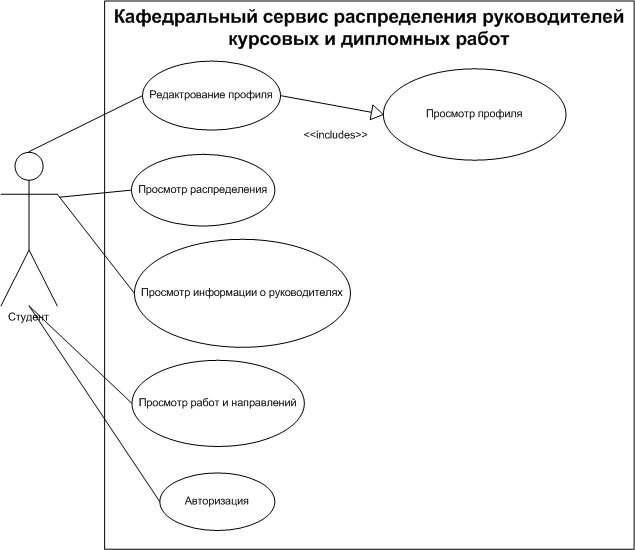 Кафедральный сервис распределения руководителей
курсовых и дипломных работ
Редактрование профиля
Просмотр профиля
<<includes>>
Просмотр распределения
Просмотр информации о руководителях
Студент
Просмотр работ и направлений
Авторизация